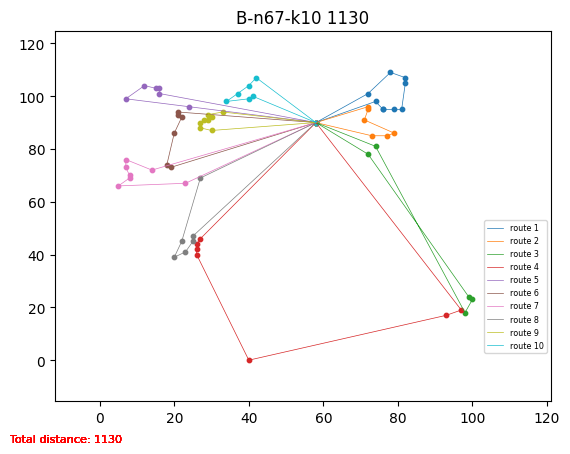 B-n67-k10 1130
120
100
80
60
40
20
0
0 20 40 60 80 100 120
route 1
route 2
route 3
route 4
route 5
route 6
route 7
route 8
route 9
route 10
Total distance: 1130